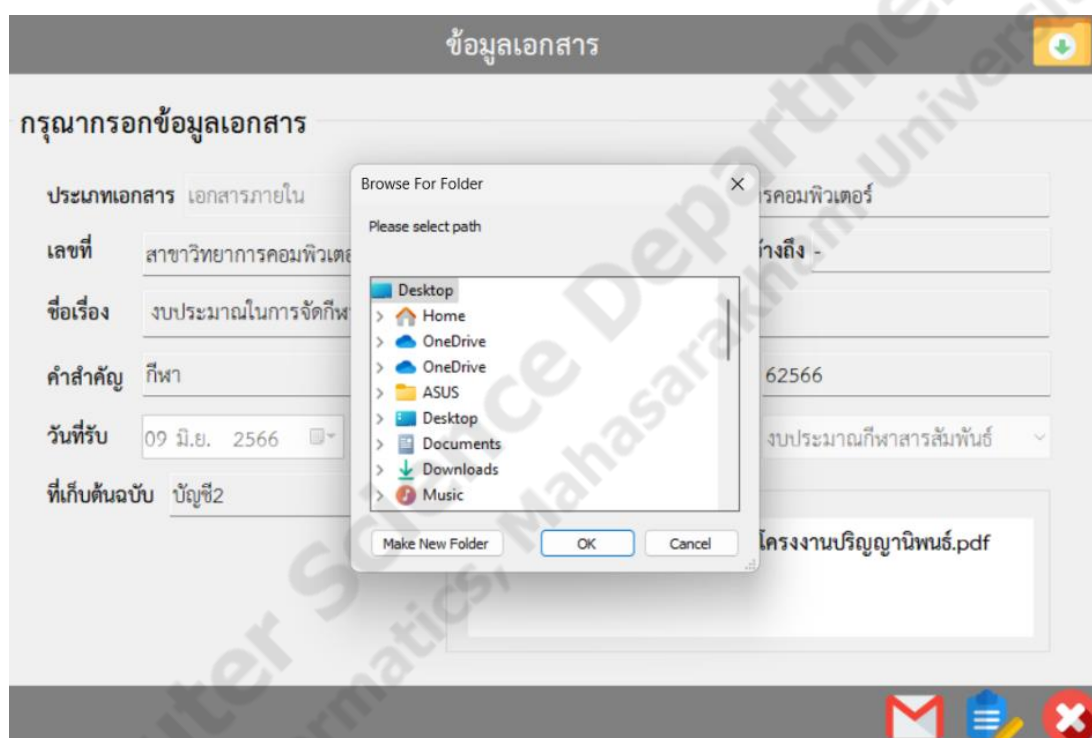 ข้อมูลเอกสาร
กรุณากรอกข้อมูลเอกสาร
Browse For Folder
Please select path
ประเภทเอกสาร เอกสารภายใน
รคอมพิวเตอร์
เลขที่ สาขาวิทยาการคอมพิวเตอ
้างถึง -
ชื่อเรื่อง งบประมาณในการจัดกีฬ
คำสำคัญ กีฬา
62566
วันที่รับ 09 มิ.ย. 2566
งบประมาณกีฬาสารสัมพันธ์
ที่เก็บต้นฉบับ บัญชี2
โครงงานปริญญานิพนธ์.pdf
Desktop
Home
OneDrive
OneDrive
ASUS
Desktop
Documents
Downloads
Music
Make New Folder OK Cancel
uter Science Departme
rmatics, Mahasarakham Universi